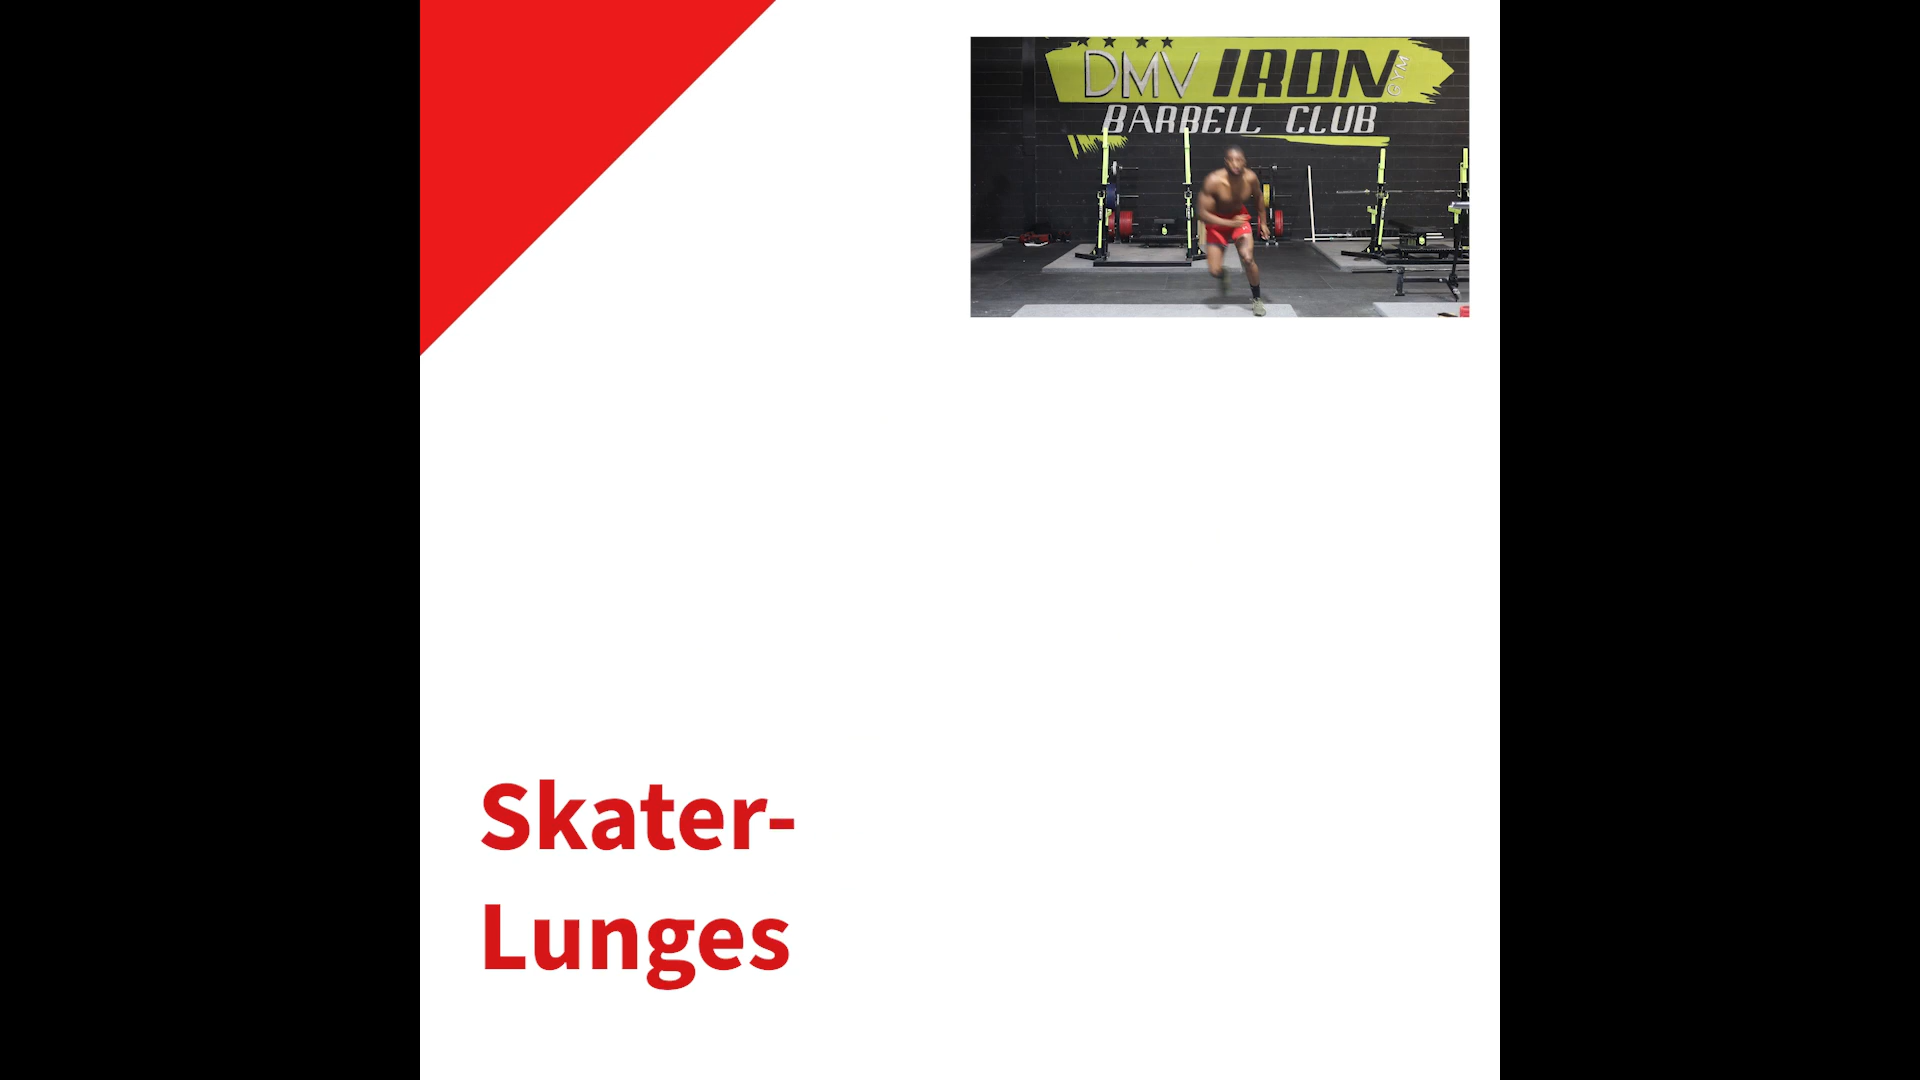 DMV IRON GYM
BARBELL CLUB
Skater-
Lunges